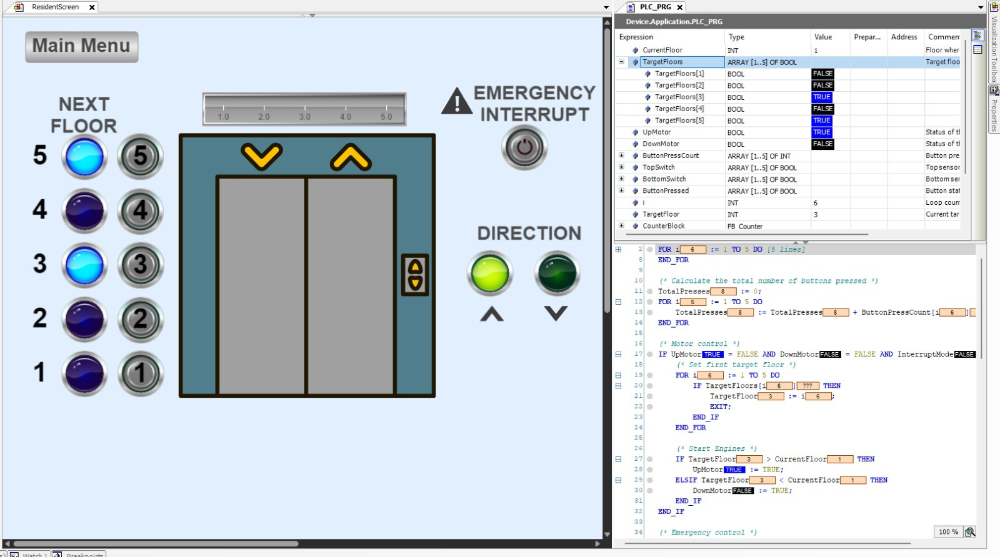 ResidentScreen
Main Menu
NEXT
FLOOR
5 5
4 4
3 3
2 2
1 1
1.0 2.0 3.0 4.0 5.0
EMERGENCY
INTERRUPT
DIRECTION
PLC_PRG
Device.Application.PLC_PRG
Expression Type Value Prepar... Address Commen
CurrentFloor INT 1 Floor wher
TargetFloors ARRAY [1..5] OF BOOL Target floo
TargetFloors[1] BOOL FALSE
TargetFloors[2] BOOL FALSE
TargetFloors[3] BOOL TRUE
TargetFloors[4] BOOL FALSE
TargetFloors[5] BOOL TRUE
UpMotor BOOL TRUE Status of th
DownMotor BOOL FALSE Status of th
ButtonPressCount ARRAY [1..5] OF INT Button pre
TopSwitch ARRAY [1..5] OF BOOL Top sensor
BottomSwitch ARRAY [1..5] OF BOOL Bottom ser
ButtonPressed ARRAY [1..5] OF BOOL Button stat
i INT 6 Loop coun
TargetFloor INT 3 Current tar
CounterBlock FB_Counter
2 FOR i 6 := 1 TO 5 DO [5 lines]
8 END_FOR
9
10 (* Calculate the total number of buttons pressed *)
11 TotalPresses 8 := 0;
12 FOR i 6 := 1 TO 5 DO
13 TotalPresses 8 := TotalPresses 8 + ButtonPressCount[i 6 ]
14 END_FOR
15
16 (* Motor control *)
17 IF UpMotor TRUE = FALSE AND DownMotor FALSE = FALSE AND InterruptMode FALSE
18 (* Set first target floor *)
19 FOR i 6 := 1 TO 5 DO
20 IF TargetFloors[i 6 ] ??? THEN
21 TargetFloor 3 := i 6 ;
22 EXIT;
23 END_IF
24 END_FOR
25
26 (* Start Engines *)
27 IF TargetFloor 3 > CurrentFloor 1 THEN
28 UpMotor TRUE := TRUE;
29 ELSIF TargetFloor 3 < CurrentFloor 1 THEN
30 DownMotor FALSE := TRUE;
31 END_IF
32 END_IF
33
34 (* Emergency control *)
100 %
Visualization Toolbox
Properties
Watch 1
Breakpoints